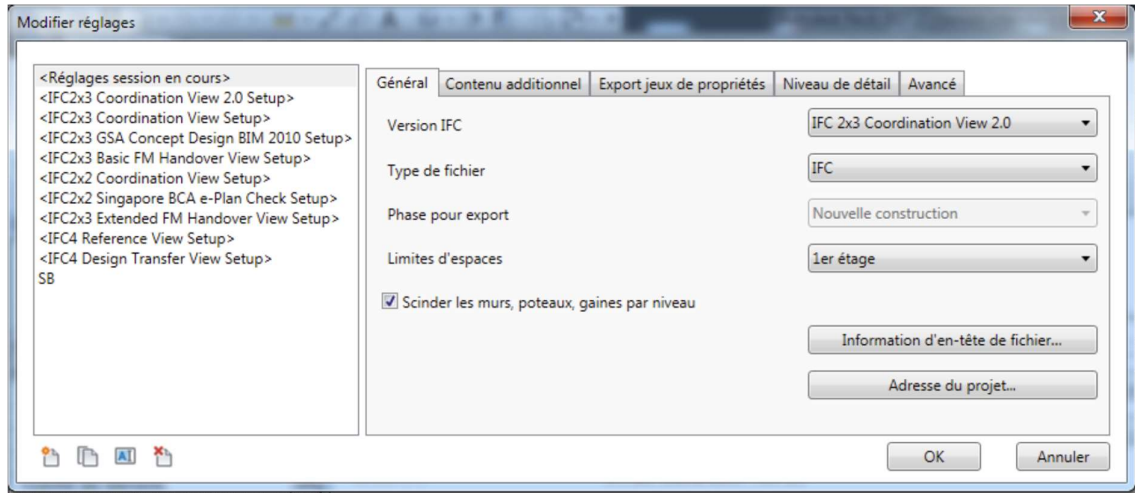 Modifier réglages
<Réglages session en cours>
<IFC2x3 Coordination View 2.0 Setup>
<IFC2x3 Coordination View Setup>
<IFC2x3 GSA Concept Design BIM 2010 Setup>
<IFC2x3 Basic FM Handover View Setup>
<IFC2x2 Coordination View Setup>
<IFC2x2 Singapore BCA e-Plan Check Setup>
<IFC2x3 Extended FM Handover View Setup>
<IFC4 Reference View Setup>
<IFC4 Design Transfer View Setup>
SB
Général Contenu additionnel Export jeux de propriétés Niveau de détail Avancé
Version IFC IFC 2x3 Coordination View 2.0
Type de fichier IFC
Phase pour export Nouvelle construction
Limites d'espaces 1er étage
Scinder les murs, poteaux, gaines par niveau
Information d'en-tête de fichier...
Adresse du projet...
OK Annuler